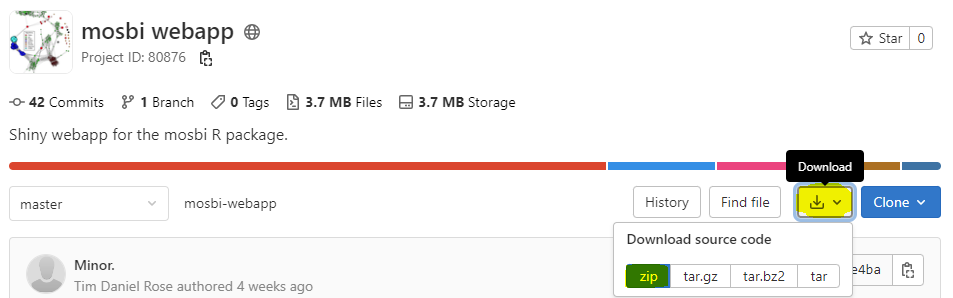 mosbi webapp
Project ID: 80876
Star 0
42 Commits 1 Branch 0 Tags 3.7 MB Files 3.7 MB Storage
Shiny webapp for the mosbi R package.
Download
master mosbi-webapp History Find file Clone
Download source code
Minor.
zip tar.gz tar.bz2 tar e4ba
Tim Daniel Rose authored 4 weeks ago